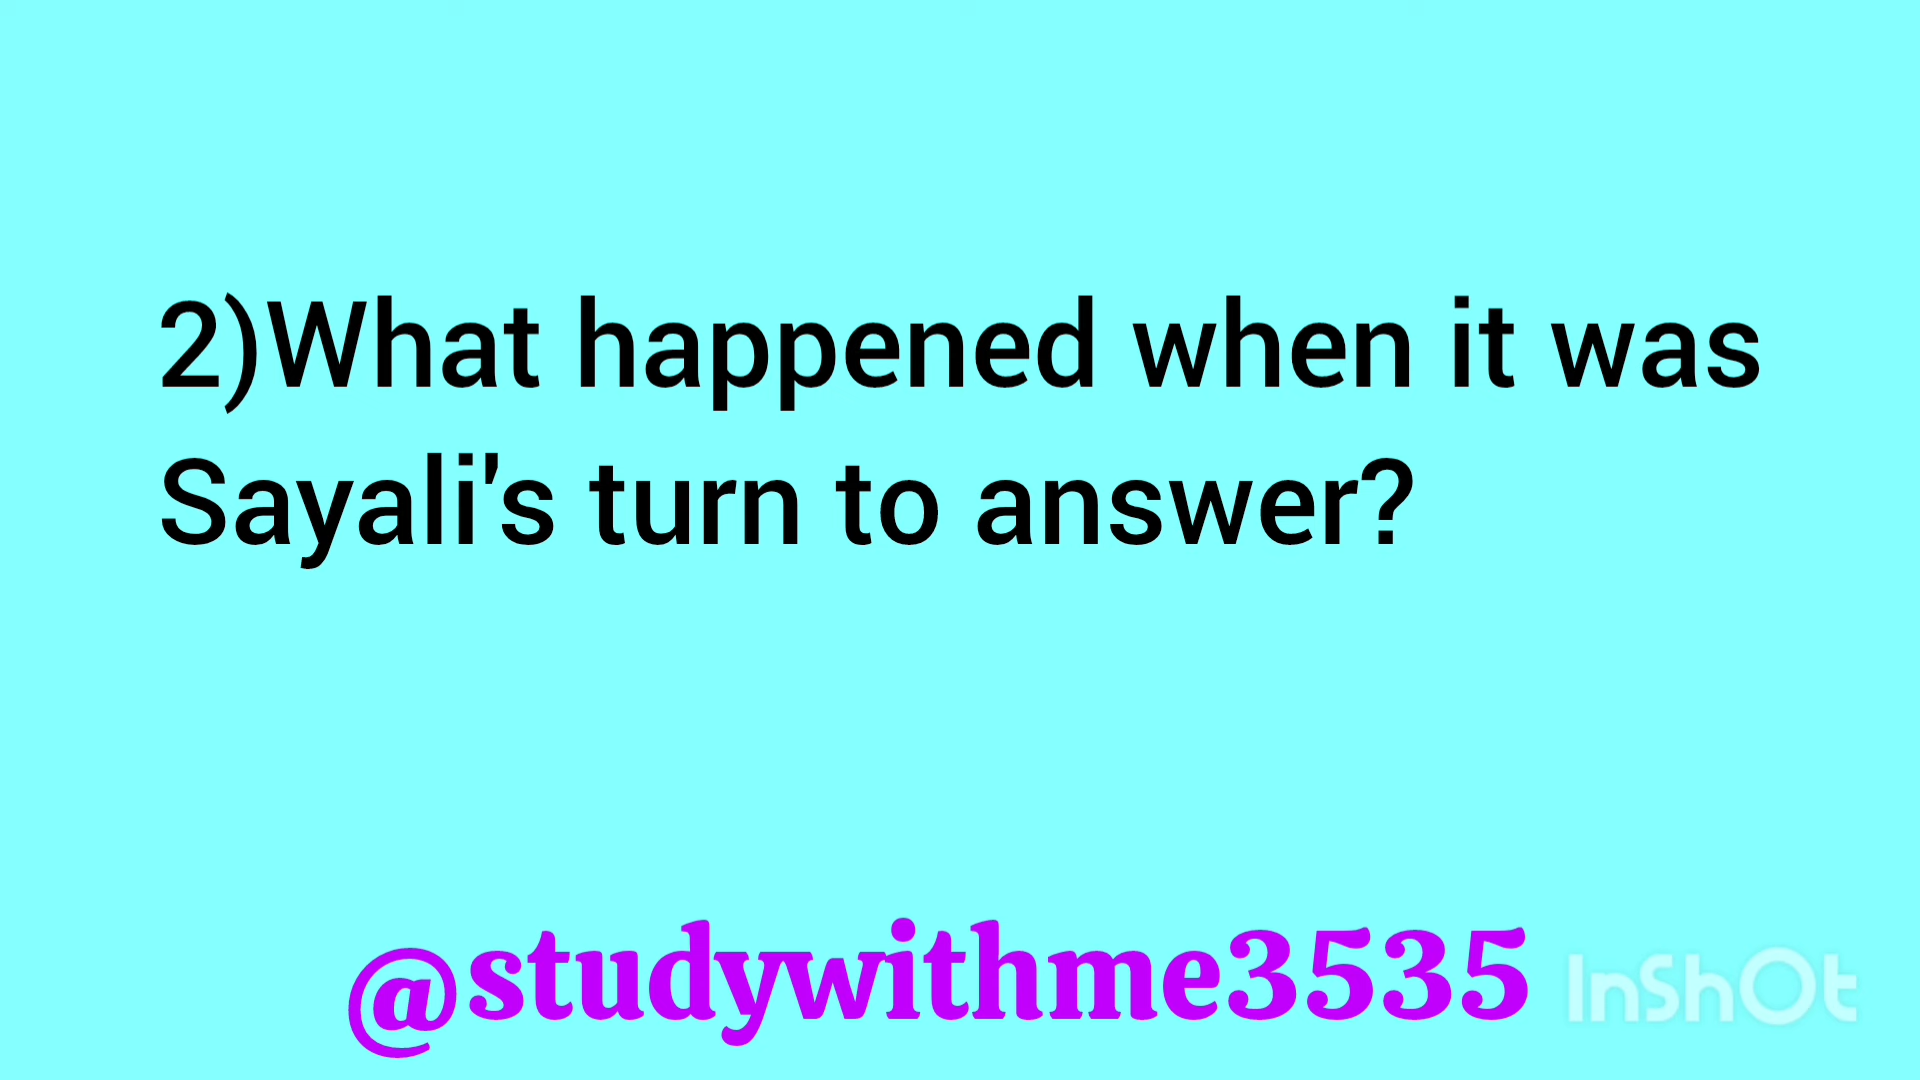 2)What happened when it was
Sayali's turn to answer?
@studywithme3535
InShOt